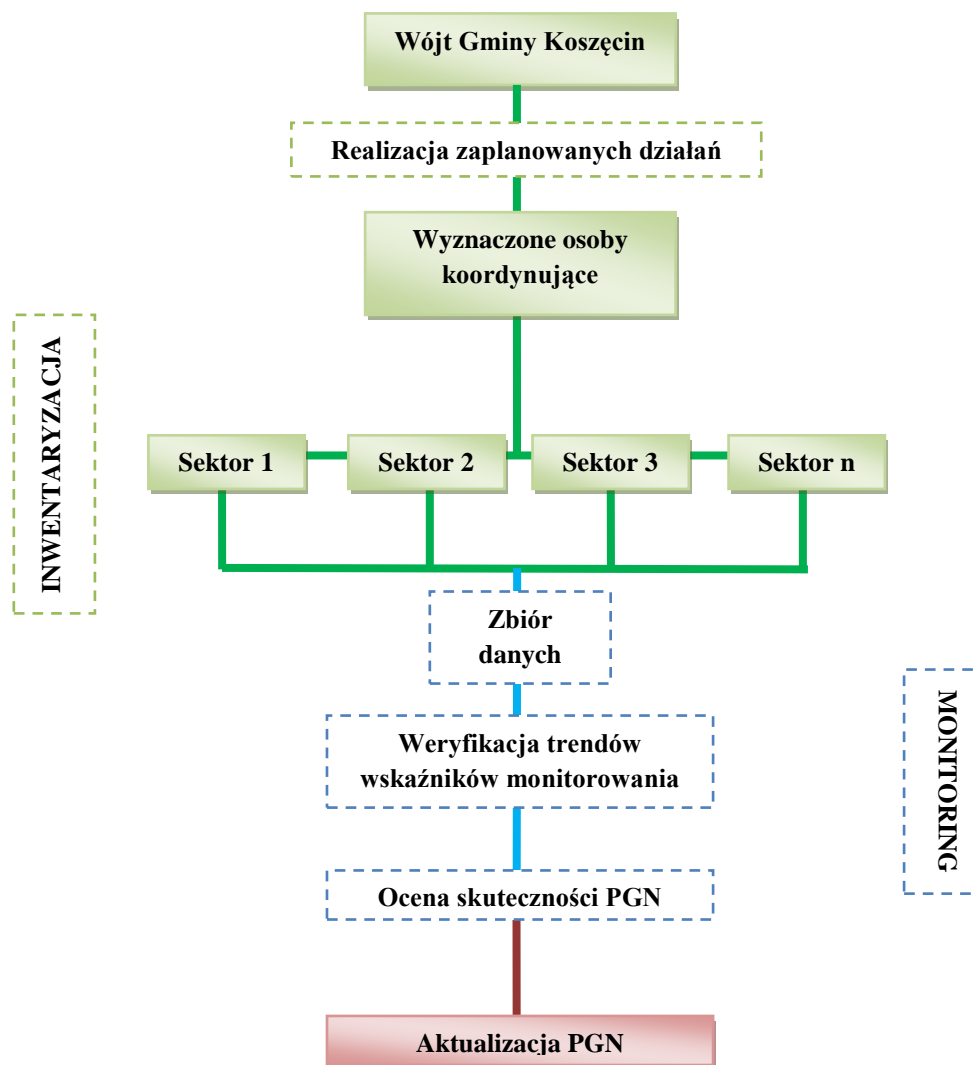 Wójt Gminy Koszęcin
Realizacja zaplanowanych działań
Wyznaczone osoby
koordynujące
INWENTARYZACJA
Sektor 1
Sektor 2
Sektor 3
Sektor n
Zbiór
danych
MONITORING
Weryfikacja trendów
wskaźników monitorowania
Ocena skuteczności PGN
Aktualizacja PGN